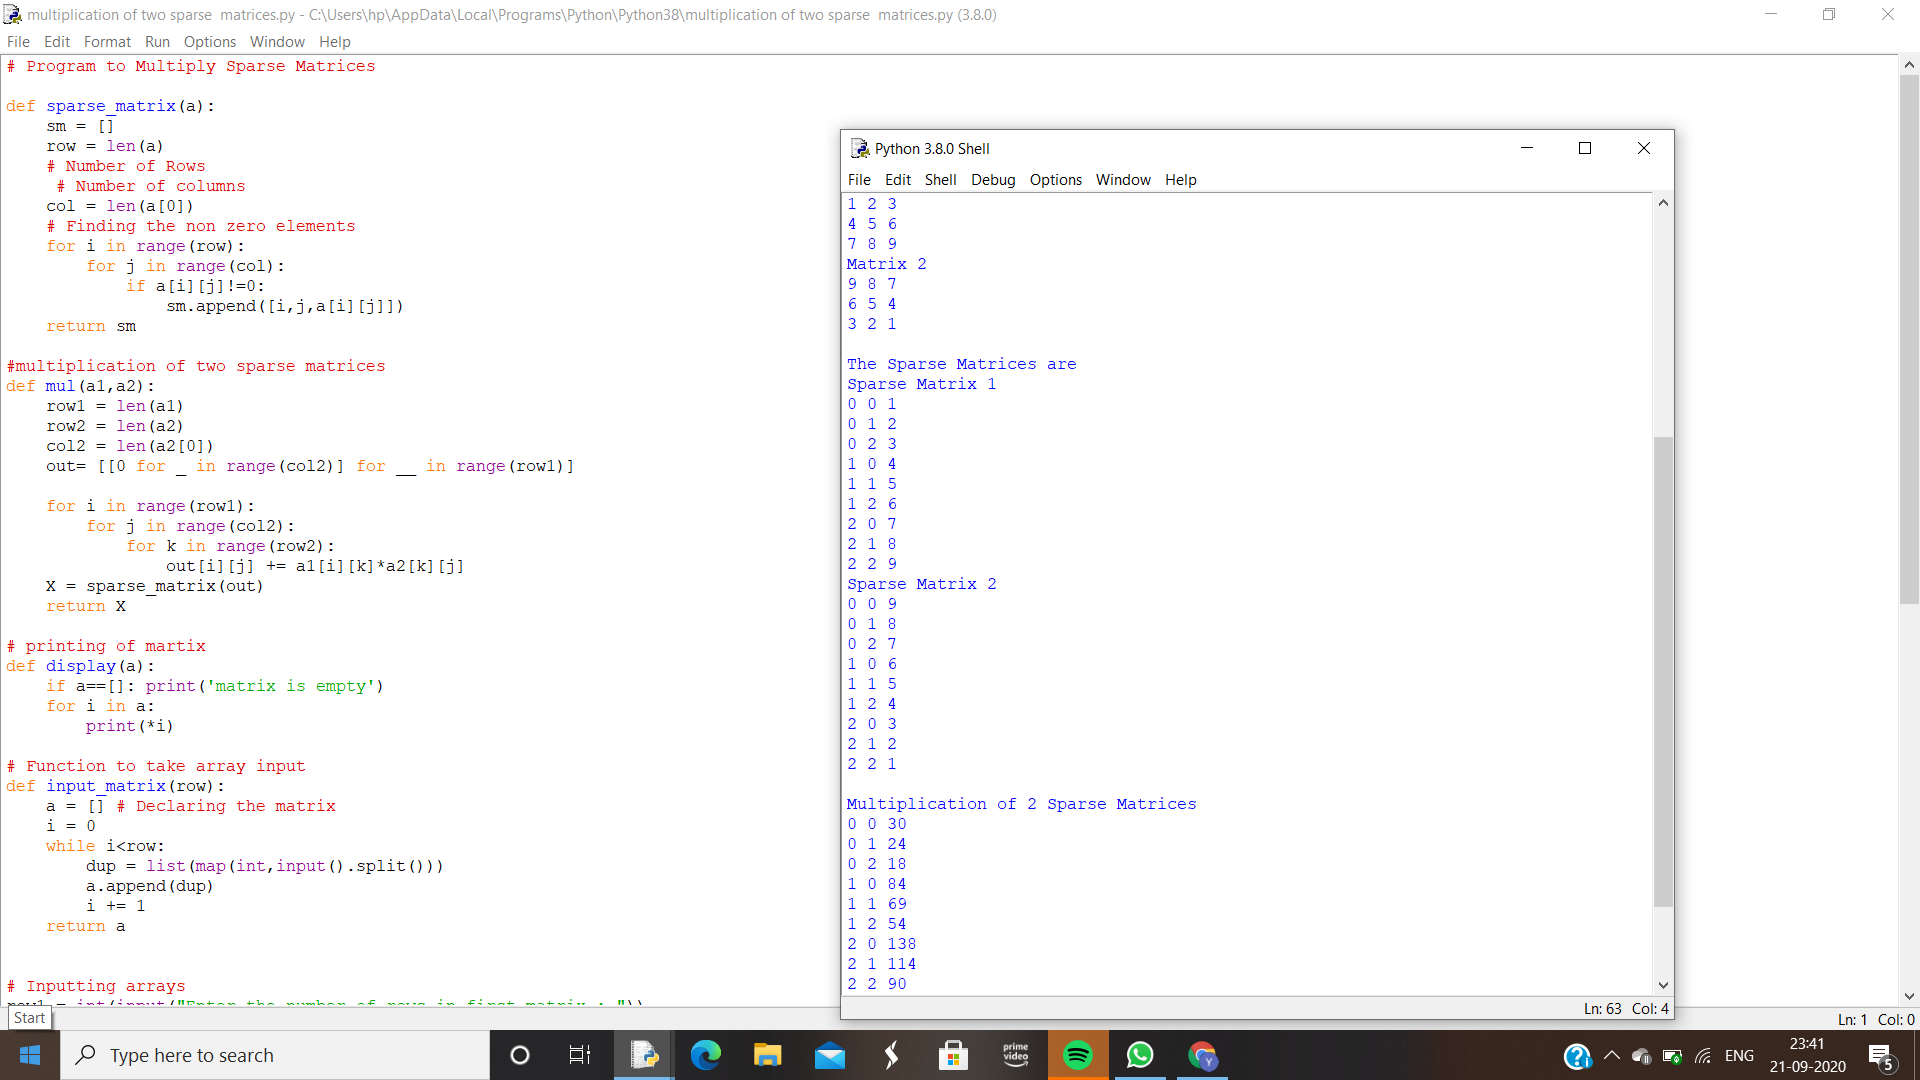 multiplication of two sparse  matrices.py - C:\Users\hp\AppData\Local\Programs\Python\Python38\multiplication of two sparse  matrices.py (3.8.0)
File Edit Format Run Options Window Help
# Program to Multiply Sparse Matrices
def sparse_matrix(a):
    sm = []
    row = len(a)
    # Number of Rows
     # Number of columns
    col = len(a[0])
    # Finding the non zero elements
    for i in range(row):
        for j in range(col):
            if a[i][j]!=0:
                sm.append([i,j,a[i][j]])
    return sm
#multiplication of two sparse matrices
def mul(a1,a2):
    row1 = len(a1)
    row2 = len(a2)
    col2 = len(a2[0])
    out= [[0 for _ in range(col2)] for __ in range(row1)]
    for i in range(row1):
        for j in range(col2):
            for k in range(row2):
                out[i][j] += a1[i][k]*a2[k][j]
    X = sparse_matrix(out)
    return X
# printing of martix
def display(a):
    if a==[]: print('matrix is empty')
    for i in a:
        print(*i)
# Function to take array input
def input_matrix(row):
    a = [] # Declaring the matrix
    i = 0
    while i<row:
        dup = list(map(int,input().split()))
        a.append(dup)
        i += 1
    return a
# Inputting arrays
row1 = int(input("Enter the number of rows in first matrix : "))
Start
Ln: 1 Col: 0
Python 3.8.0 Shell
File Edit Shell Debug Options Window Help
1 2 3
4 5 6
7 8 9
Matrix 2
9 8 7
6 5 4
3 2 1
The Sparse Matrices are
Sparse Matrix 1
0 0 1
0 1 2
0 2 3
1 0 4
1 1 5
1 2 6
2 0 7
2 1 8
2 2 9
Sparse Matrix 2
0 0 9
0 1 8
0 2 7
1 0 6
1 1 5
1 2 4
2 0 3
2 1 2
2 2 1
Multiplication of 2 Sparse Matrices
0 0 30
0 1 24
0 2 18
1 0 84
1 1 69
1 2 54
2 0 138
2 1 114
2 2 90
Ln: 63 Col: 4
Type here to search
prime video
Y
ENG
23:41
21-09-2020
5